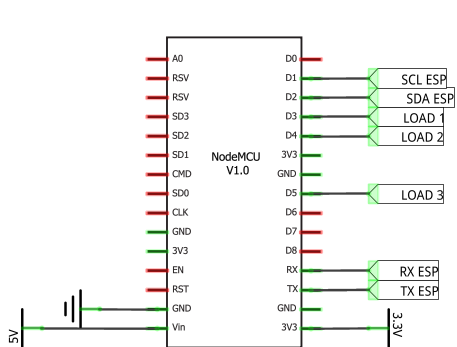 A0
RSV
RSV
SD3
SD2
SD1
CMD
SD0
CLK
GND
3V3
EN
RST
GND
Vin
NodeMCU
V1.0
D0
D1
D2
D3
D4
3V3
GND
D5
D6
D7
D8
RX
TX
GND
3V3
SCL ESP
SDA ESP
LOAD 1
LOAD 2
LOAD 3
RX ESP
TX ESP
5V
3.3V